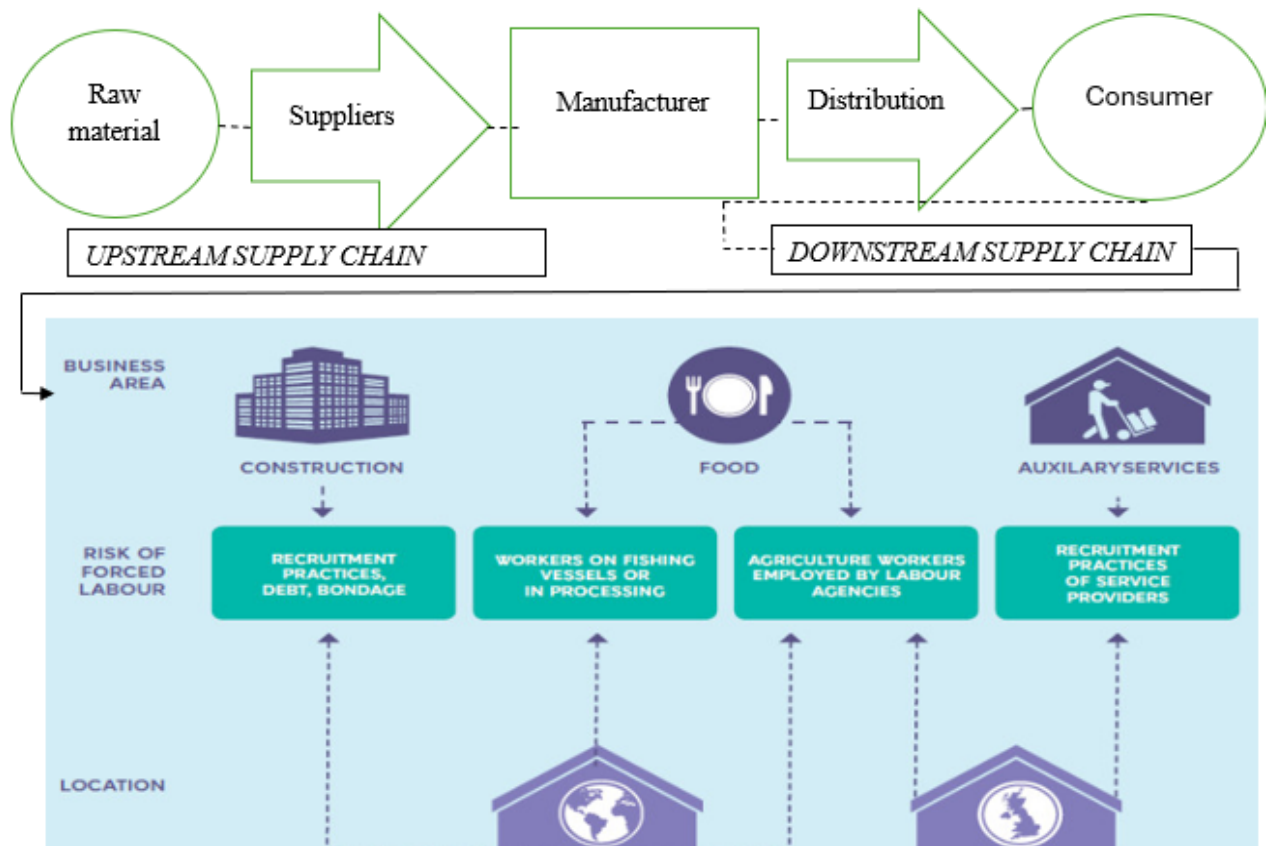 Raw
material
Suppliers
Manufacturer
Distribution
Consumer
UPSTREAM SUPPLY CHAIN
DOWNSTREAM SUPPLY CHAIN
BUSINESS
AREA
CONSTRUCTION
FOOD
AUXILARYSERVICES
RISK OF
FORCED
LABOUR
RECRUITMENT
PRACTICES,
DEBT, BONDAGE
WORKERS ON FISHING
VESSELS OR
IN PROCESSING
AGRICULTURE WORKERS
EMPLOYED BY LABOUR
AGENCIES
RECRUITMENT
PRACTICES
OF SERVICE
PROVIDERS
LOCATION